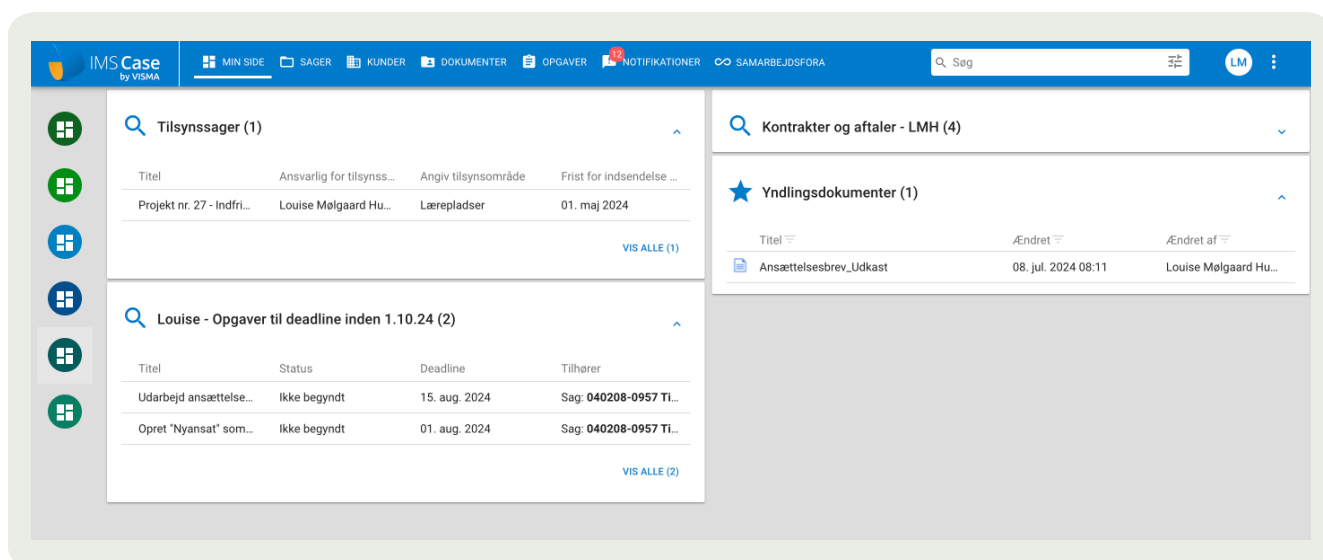 IMS Case
by VISMA
MIN SIDE SAGER KUNDER DOKUMENTER OPGAVER 12 NOTIFIKATIONER SAMARBEJDSFORA Søg LM
Tilsynssager (1)
Titel Ansvarlig for tilsynss... Angiv tilsynsområde Frist for indsendelse ...
Projekt nr. 27 - Indfri... Louise Mølgaard Hu... Lærepladser 01. maj 2024
VIS ALLE (1)
Louise - Opgaver til deadline inden 1.10.24 (2)
Titel Status Deadline Tilhører
Udarbejd ansættelse... Ikke begyndt 15. aug. 2024 Sag: 040208-0957 Ti...
Opret "Nyansat" som... Ikke begyndt 01. aug. 2024 Sag: 040208-0957 Ti...
VIS ALLE (2)
Kontrakter og aftaler - LMH (4)
Yndlingsdokumenter (1)
Titel Ændret Ændret af
Ansættelsesbrev_Udkast 08. jul. 2024 08:11 Louise Mølgaard Hu...